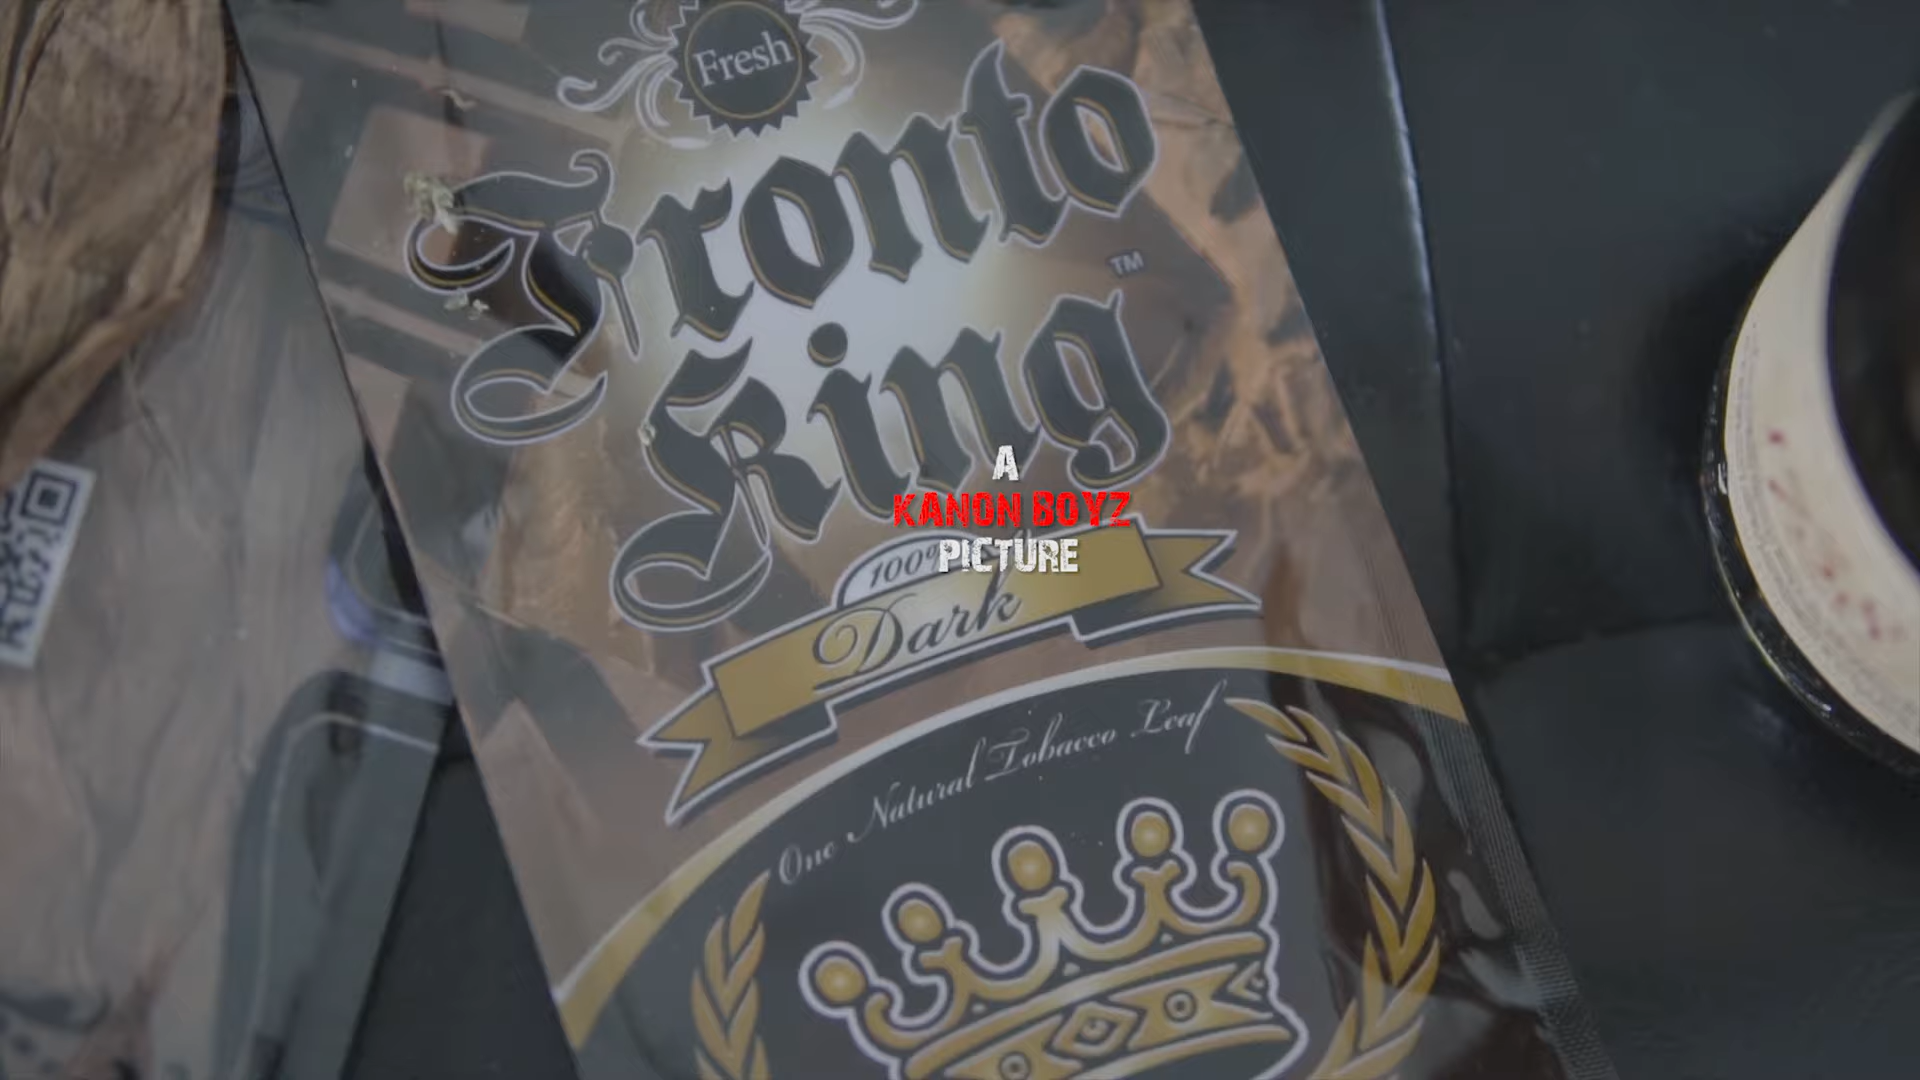 Fresh
Fronto
King
TM
A
KANON BOYZ
PICTURE
100%
Dark
One Natural Tobacco Leaf